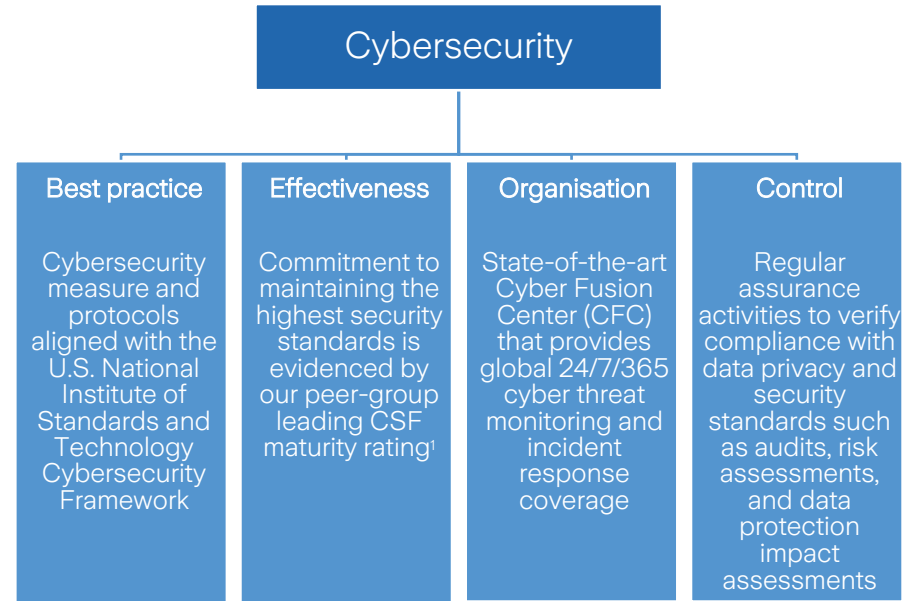 Cybersecurity
Best practice
Cybersecurity
measure and
protocols
aligned with the
U.S. National
Institute of
Standards and
Technology
Cybersecurity
Framework
Effectiveness
Commitment to
maintaining the
highest security
standards is
evidenced by
our peer-group
leading CSF
maturity rating¹
Organisation
State-of-the-art
Cyber Fusion
Center (CFC)
that provides
global 24/7/365
cyber threat
monitoring and
incident
response
coverage
Control
Regular
assurance
activities to verify
compliance with
data privacy and
security
standards such
as audits, risk
assessments,
and data
protection
impact
assessments